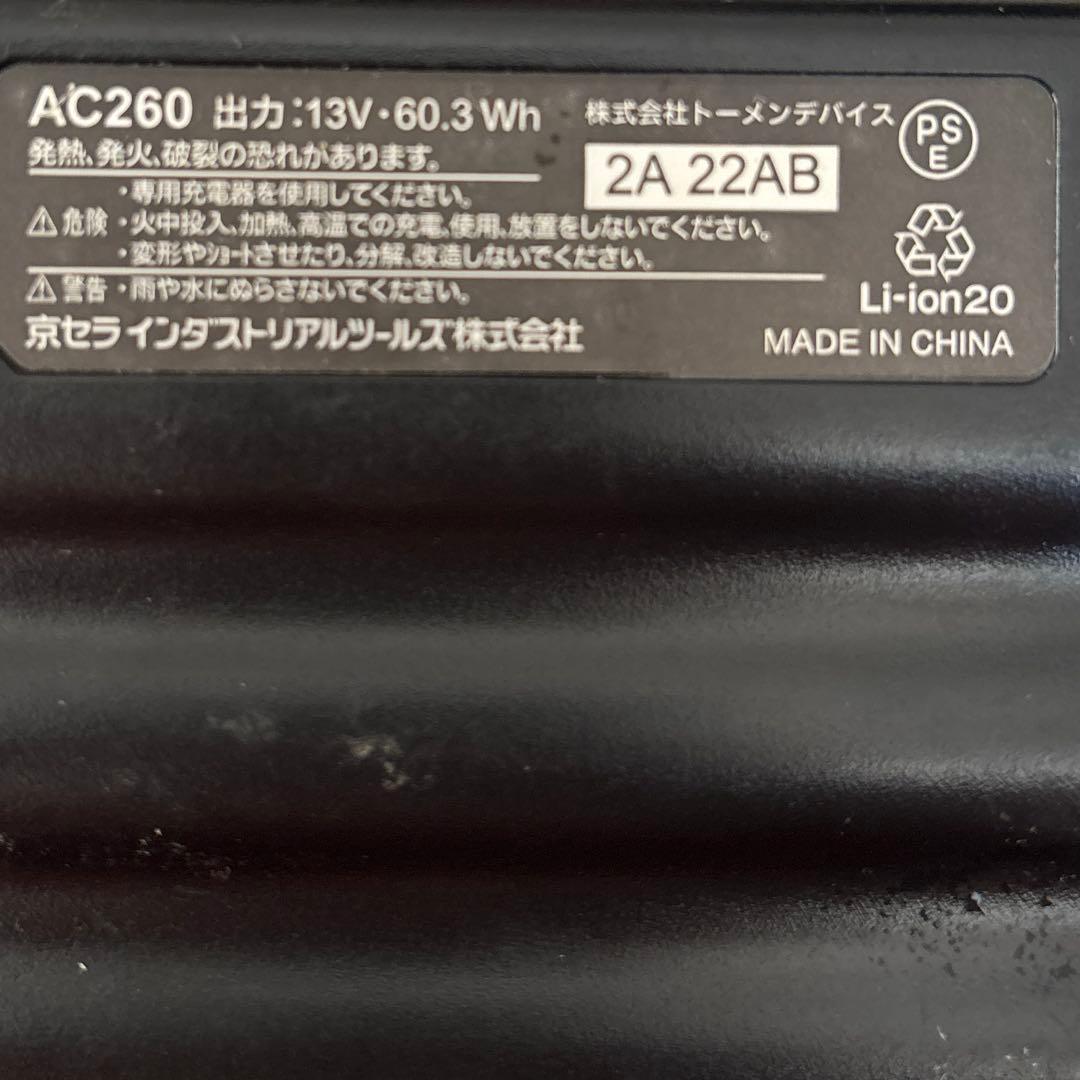 AC260 出力:13V・60.3Wh
株式会社トーメンデバイス
PSE
発熱、発火、破裂の恐れがあります。
2A 22AB
・専用充電器を使用してください。
⚠危険 ・火中投入、加熱、高温での充電、使用、放置をしないでください。
・変形やショートさせたり、分解、改造しないでください。
⚠警告 ・雨や水にぬらさないでください。
Li-ion20
京セラインダストリアルツールズ株式会社
MADE IN CHINA